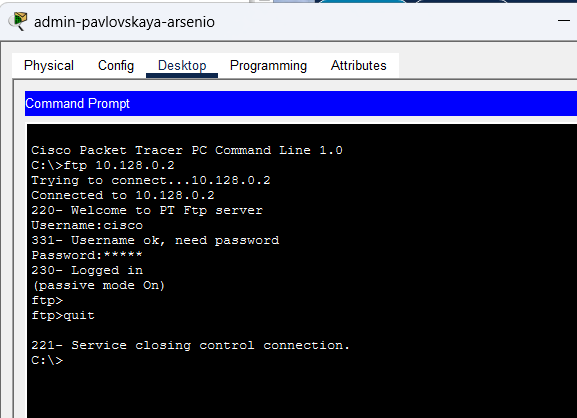 admin-pavlovskaya-arsenio
Physical Config Desktop Programming Attributes
Command Prompt
Cisco Packet Tracer PC Command Line 1.0
C:\>ftp 10.128.0.2
Trying to connect...10.128.0.2
Connected to 10.128.0.2
220- Welcome to PT Ftp server
Username:cisco
331- Username ok, need password
Password:*****
230- Logged in
(passive mode On)
ftp>
ftp>quit
221- Service closing control connection.
C:\>